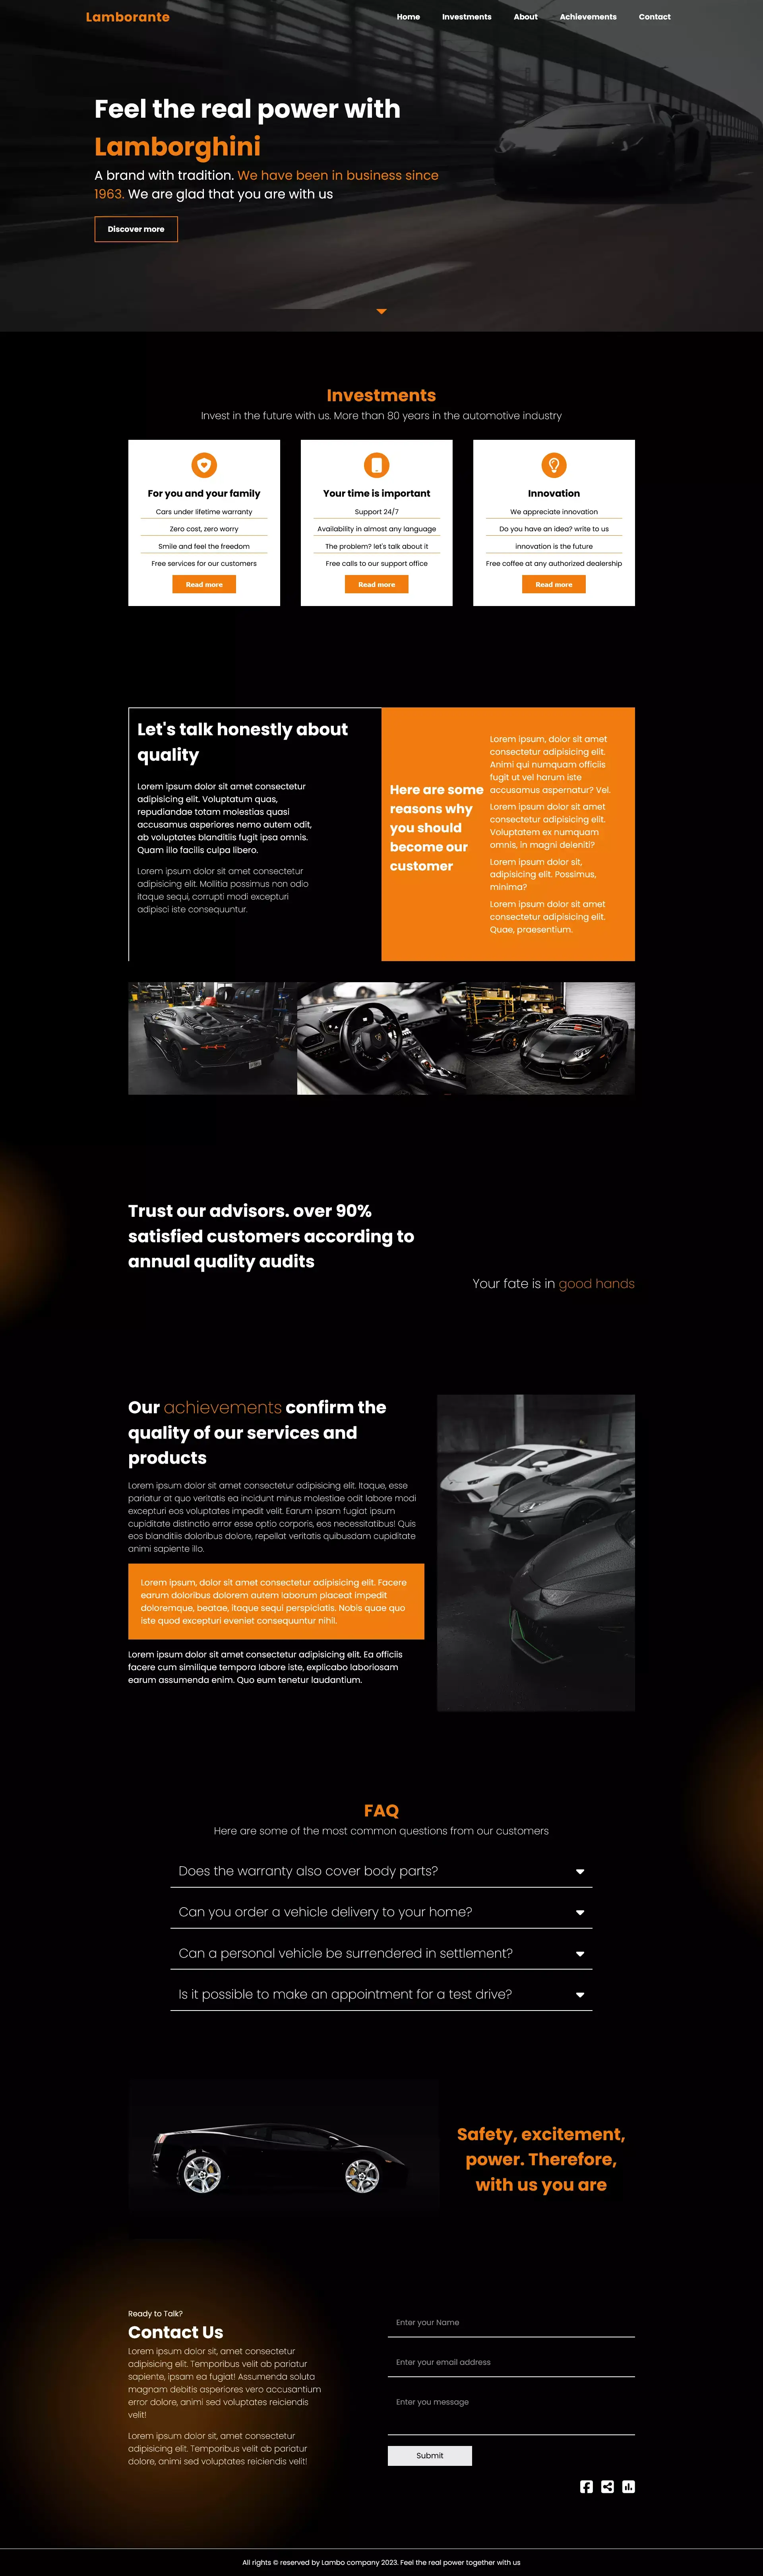 Lamborante
Home Investments About Achievements Contact
Feel the real power with
Lamborghini
A brand with tradition. We have been in business since
1963. We are glad that you are with us
Discover more
Investments
Invest in the future with us. More than 80 years in the automotive industry
For you and your family
Cars under lifetime warranty
Zero cost, zero worry
Smile and feel the freedom
Free services for our customers
Read more
Your time is important
Support 24/7
Availability in almost any language
The problem? let's talk about it
Free calls to our support office
Read more
Innovation
We appreciate innovation
Do you have an idea? write to us
innovation is the future
Free coffee at any authorized dealership
Read more
Let's talk honestly about
quality
Lorem ipsum dolor sit amet consectetur
adipisicing elit. Voluptatum quas,
repudiandae totam molestias quasi
accusamus asperiores nemo autem odit,
ab voluptates blanditiis fugit ipsa omnis.
Quam illo facilis culpa libero.
Lorem ipsum dolor sit amet consectetur
adipisicing elit. Mollitia possimus non odio
itaque sequi, corrupti modi excepturi
adipisci iste consequuntur.
Here are some
reasons why
you should
become our
customer
Lorem ipsum, dolor sit amet
consectetur adipisicing elit.
Animi qui numquam officiis
fugit ut vel harum iste
accusamus aspernatur? Vel.
Lorem ipsum dolor sit amet
consectetur adipisicing elit.
Voluptatem ex numquam
omnis, in magni deleniti?
Lorem ipsum dolor sit,
adipisicing elit. Possimus,
minima?
Lorem ipsum dolor sit amet
consectetur adipisicing elit.
Quae, praesentium.
Trust our advisors. over 90%
satisfied customers according to
annual quality audits
Your fate is in good hands
Our achievements confirm the
quality of our services and
products
Lorem ipsum dolor sit amet consectetur adipisicing elit. Itaque, esse
pariatur at quo veritatis ea incidunt minus molestiae odit labore modi
excepturi eos voluptates impedit velit. Earum ipsam fugiat ipsum
cupiditate distinctio error esse optio corporis, eos necessitatibus! Quis
eos blanditiis doloribus dolore, repellat veritatis quibusdam cupiditate
animi sapiente illo.
Lorem ipsum, dolor sit amet consectetur adipisicing elit. Facere
earum doloribus dolorem autem laborum placeat impedit
doloremque, beatae, itaque sequi perspiciatis. Nobis quae quo
iste quod excepturi eveniet consequuntur nihil.
Lorem ipsum dolor sit amet consectetur adipisicing elit. Ea officiis
facere cum similique tempora labore iste, explicabo laboriosam
earum assumenda enim. Quo eum tenetur laudantium.
FAQ
Here are some of the most common questions from our customers
Does the warranty also cover body parts?
Can you order a vehicle delivery to your home?
Can a personal vehicle be surrendered in settlement?
Is it possible to make an appointment for a test drive?
Safety, excitement,
power. Therefore,
with us you are
Ready to Talk?
Contact Us
Lorem ipsum dolor sit, amet consectetur
adipisicing elit. Temporibus velit ab pariatur
sapiente, ipsam ea fugiat! Assumenda soluta
magnam debitis asperiores vero accusantium
error dolore, animi sed voluptates reiciendis
velit!
Lorem ipsum dolor sit, amet consectetur
adipisicing elit. Temporibus velit ab pariatur
dolore, animi sed voluptates reiciendis velit!
Enter your Name
Enter your email address
Enter you message
Submit
All rights © reserved by Lambo company 2023. Feel the real power together with us